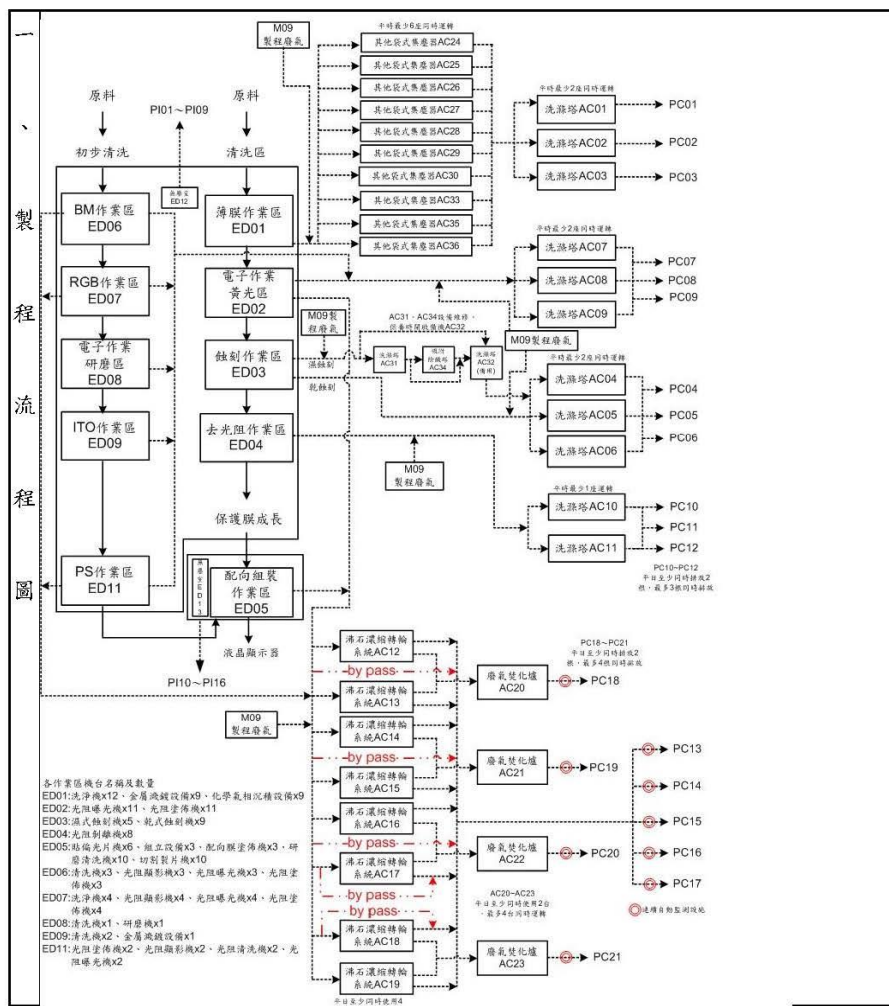 一、製程流程圖
M09
製程廢氣
平時最少6座同時運轉
其他袋式集塵器AC24
其他袋式集塵器AC25
其他袋式集塵器AC26
其他袋式集塵器AC27
其他袋式集塵器AC28
其他袋式集塵器AC29
其他袋式集塵器AC30
其他袋式集塵器AC33
其他袋式集塵器AC35
其他袋式集塵器AC36
平時最少2座同時運轉
洗滌塔AC01
PC01
洗滌塔AC02
PC02
洗滌塔AC03
PC03
原料
PI01～PI09
原料
初步清洗
清洗區
ED12
BM作業區
ED06
薄膜作業區
ED01
RGB作業區
ED07
電子作業
黃光區
ED02
電子作業
研磨區
ED08
蝕刻作業區
ED03
ITO作業區
ED09
去光阻作業區
ED04
保護膜成長
PS作業區
ED11
無塵室ED13
配向組裝
作業區
ED05
液晶顯示器
PI10～PI16
平時最少2座同時運轉
洗滌塔AC07
PC07
洗滌塔AC08
PC08
洗滌塔AC09
PC09
M09製
程廢氣
AC31、AC34設備維修、
保養時開啟備機AC32
濕蝕刻
乾蝕刻
洗滌塔
AC31
AC34
洗滌塔
AC32
(備用)
M09製程廢氣
平時最少2座同時運轉
洗滌塔AC04
PC04
洗滌塔AC05
PC05
洗滌塔AC06
PC06
M09
製程廢氣
平時最少1座運轉
洗滌塔AC10
PC10
PC11
洗滌塔AC11
PC12
PC10~PC12
平日至少同時排放2
根，最多3根同時排放
沸石濃縮轉輪
系統AC12
by pass
沸石濃縮轉輪
系統AC13
M09
製程廢氣
沸石濃縮轉輪
系統AC14
by pass
沸石濃縮轉輪
系統AC15
沸石濃縮轉輪
系統AC16
by pass
沸石濃縮轉輪
系統AC17
by pass
沸石濃縮轉輪
系統AC18
沸石濃縮轉輪
系統AC19
平日至少同時使用4
PC18～PC21
平日至少同時排放2
根，最多4根同時排放
廢氣焚化爐
AC20
PC18
廢氣焚化爐
AC21
PC19
廢氣焚化爐
AC22
PC20
AC20~AC23
平日至少同時使用2台
，最多4台同時運轉
廢氣焚化爐
AC23
PC21
PC13
PC14
PC15
PC16
PC17
連續自動監測設施
各作業區機台名稱及數量
ED01:洗淨機x12、金屬濺鍍設備x9、化學氣相沉積設備x9
ED02:光阻曝光機x11、光阻塗佈機x11
ED03:濕式蝕刻機x5、乾式蝕刻機x9
ED04:光阻剝離機x8
ED05:貼偏光片機x6、組立設備x3、配向膜塗佈機x3、研
磨清洗機x10、切割製片機x10
ED06:清洗機x3、光阻顯影機x3、光阻曝光機x3、光阻塗
佈機x3
ED07:洗淨機x4、光阻顯影機x4、光阻曝光機x4、光阻塗
佈機x4
ED08:清洗機x1、研磨機x1
ED09:清洗機x2、金屬濺鍍設備x1
ED11:光阻塗佈機x2、光阻顯影機x2、光阻清洗機x2、光
阻曝光機x2